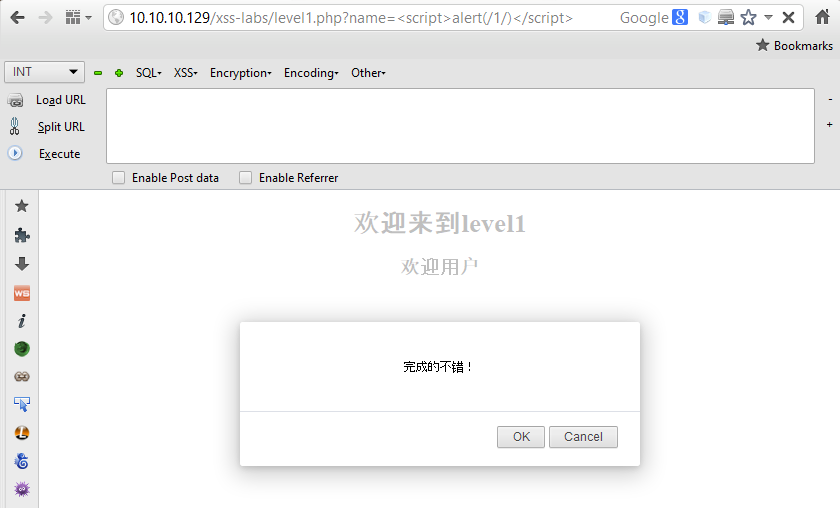 10.10.10.129/xss-labs/level1.php?name=<script>alert(/1/)</script> Google 8
Bookmarks
INT SQL XSS Encryption Encoding Other
Load URL -
Split URL +
Execute
Enable Post data Enable Referrer
欢迎来到level1
欢迎用户
WS
i
完成的不错！
OK Cancel